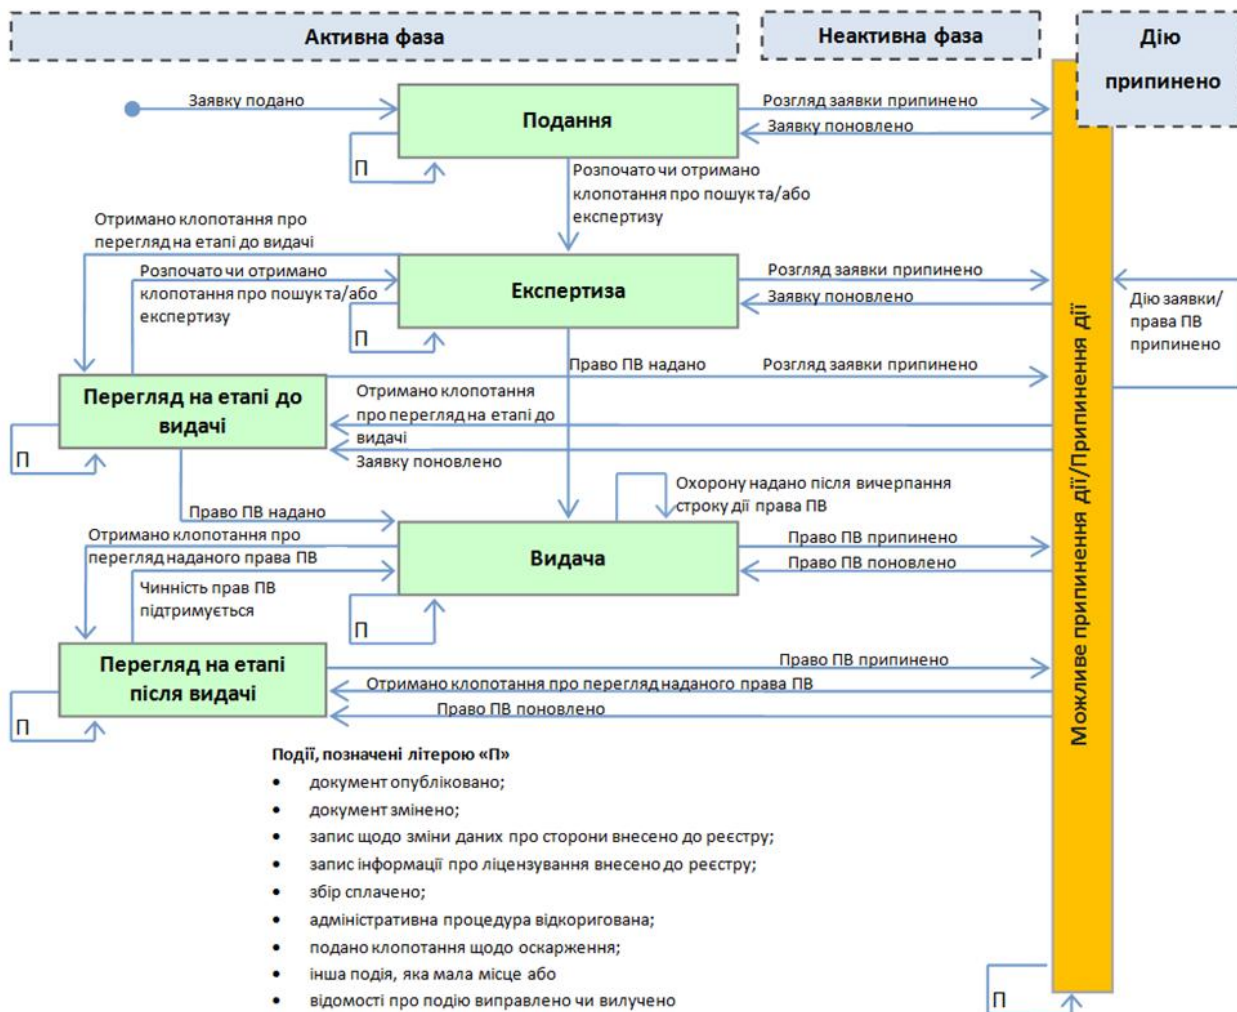 Активна фаза
Неактивна фаза
Дію
припинено
Заявку подано
Подання
Розгляд заявки припинено
Заявку поновлено
П
Розпочато чи отримано
клопотання про пошук та/або
експертизу
Отримано клопотання про
перегляд на етапі до видачі
Розпочато чи отримано
клопотання про пошук та/або
експертизу
Експертиза
Розгляд заявки припинено
Заявку поновлено
П
Дію заявки/
права ПВ
припинено
Право ПВ надано
Розгляд заявки припинено
Перегляд на етапі до
видачі
Отримано клопотання
про перегляд на етапі до
видачі
Заявку поновлено
П
Можливе припинення дії/Припинення дії
Право ПВ надано
Охорону надано після вичерпання
строку дії права ПВ
Отримано клопотання про
перегляд наданого права ПВ
Видача
Право ПВ припинено
Право ПВ поновлено
Чинність прав ПВ
підтримується
П
Перегляд на етапі
після видачі
Право ПВ припинено
Отримано клопотання про перегляд наданого права ПВ
Право ПВ поновлено
П
Події, позначені літерою «П»
• документ опубліковано;
• документ змінено;
• запис щодо зміни даних про сторони внесено до реєстру;
• запис інформації про ліцензування внесено до реєстру;
• збір сплачено;
• адміністративна процедура відкоригована;
• подано клопотання щодо оскарження;
• інша подія, яка мала місце або
• відомості про подію виправлено чи вилучено
П